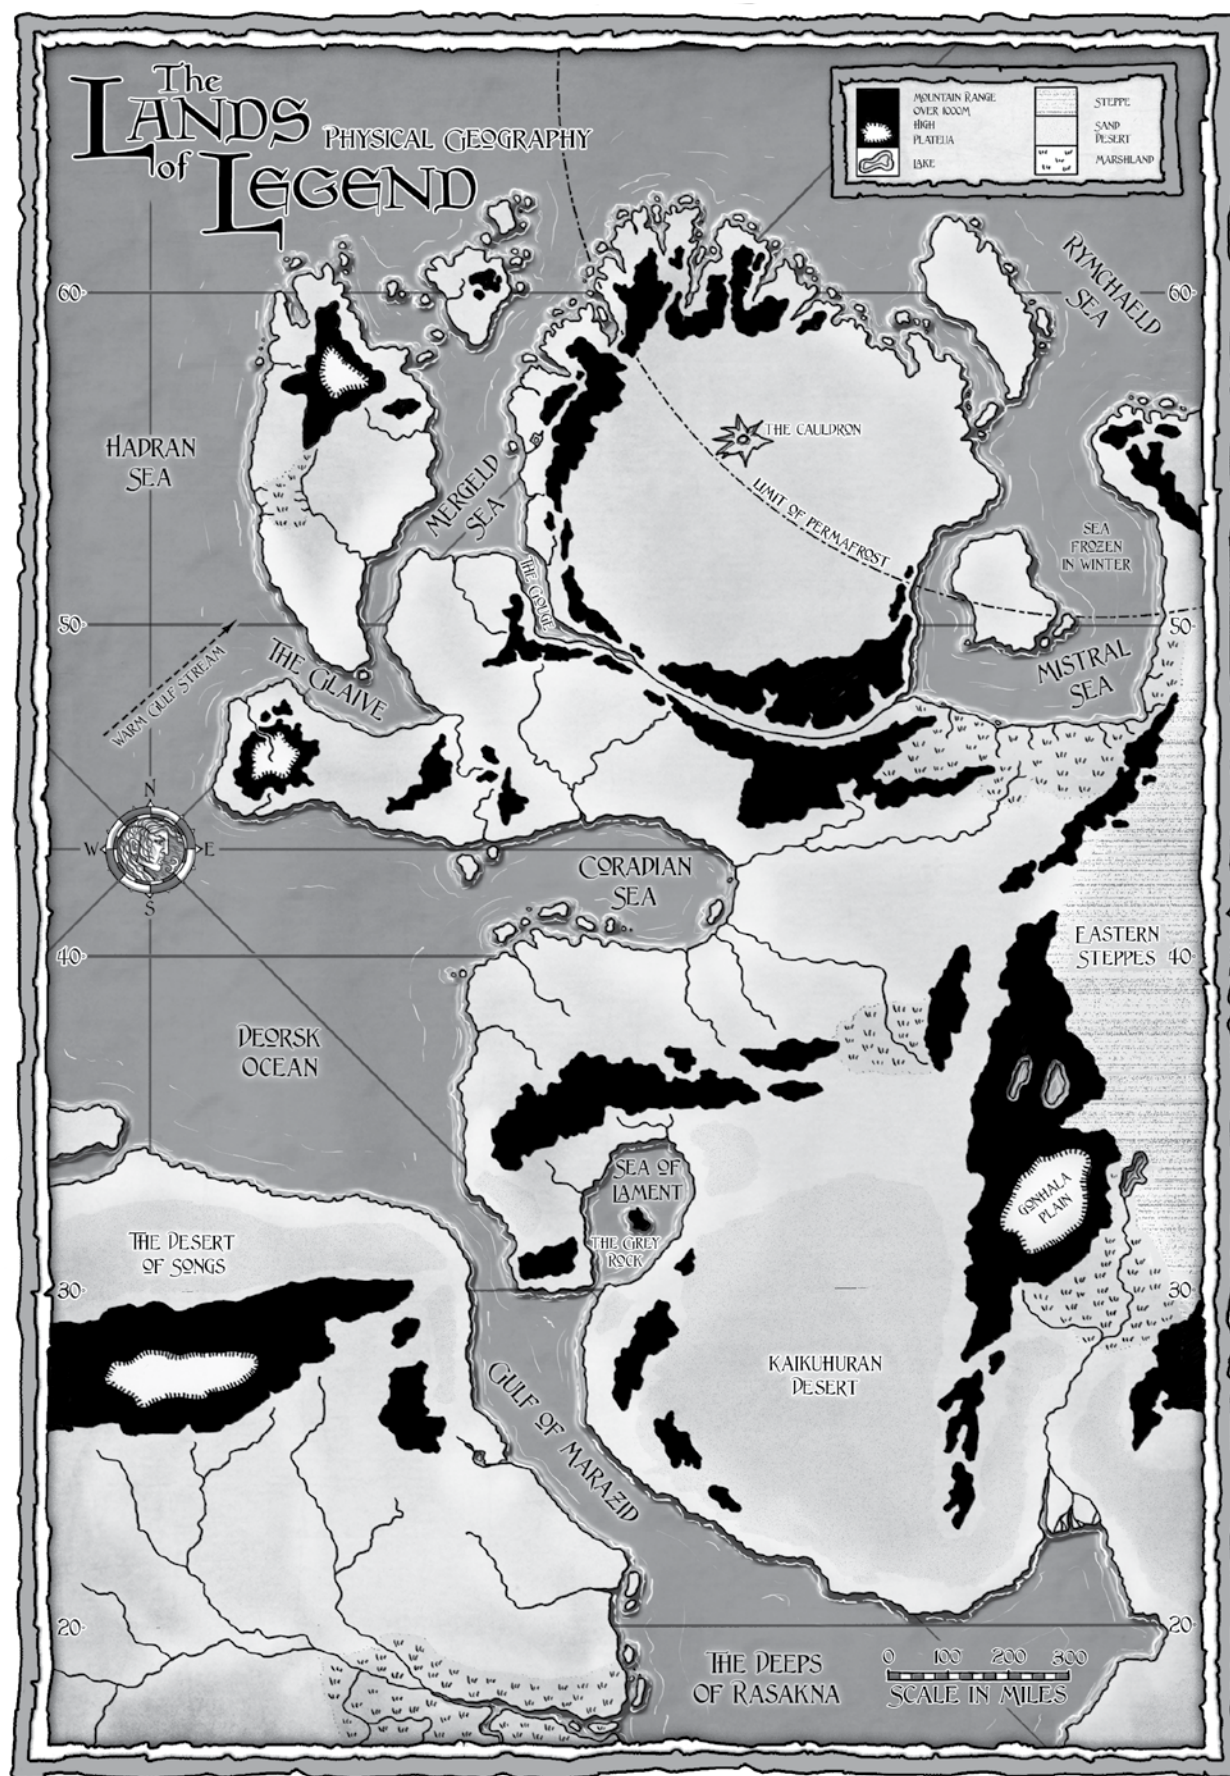 The
LANDS
of
LEGEND
PHYSICAL GEOGRAPHY
MOUNTAIN RANGE
OVER 1000M
HIGH
PLATEUA
LAKE
STEPPE
SAND
DESERT
MARSHLAND
RYMCHAELD
SEA
60
60
THE CAULDRON
HADRAN
SEA
MERGELD
SEA
LIMIT OF PERMAFROST
SEA
FROZEN
IN WINTER
THE GOUGE
50
50
WARM GULF STREAM
THE GLAIVE
MISTRAL
SEA
N
W
E
S
CORADIAN
SEA
40
EASTERN
STEPPES 40
DEORSK
OCEAN
SEA OF
LAMENT
GONHALA
PLAIN
THE GREY
ROCK
THE DESERT
OF SONGS
30
30
KAIKUHURAN
DESERT
GULF OF MARAZID
20
20
THE DEEPS
OF RASAKNA
0 100 200 300
SCALE IN MILES